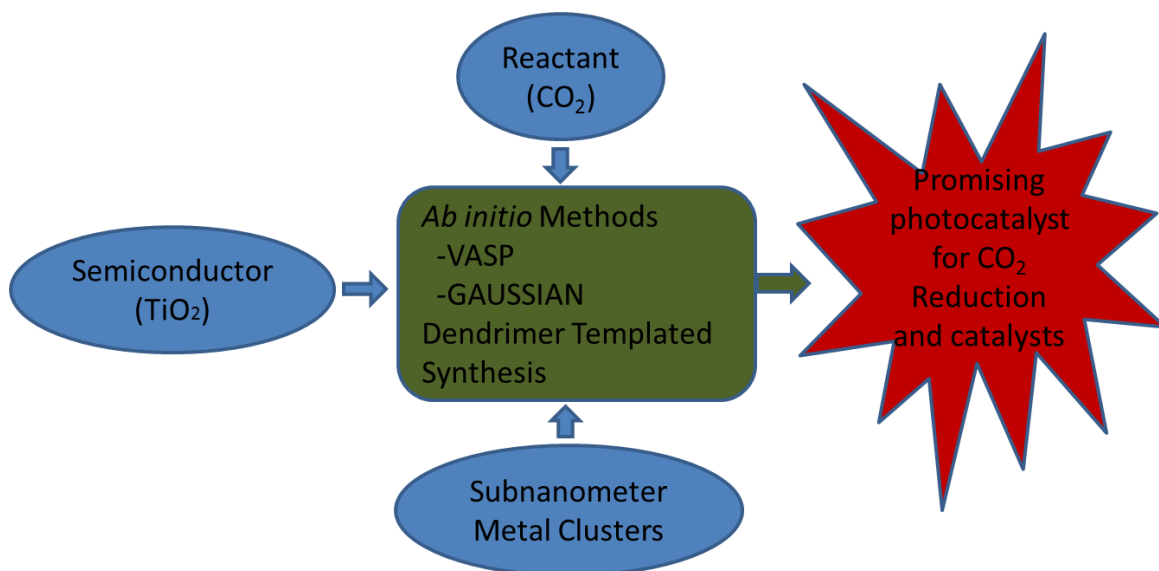 Reactant
(CO₂)
Semiconductor
(TiO₂)
Ab initio Methods
-VASP
-GAUSSIAN
Dendrimer Templated
Synthesis
Subnanometer
Metal Clusters
Promising
photocatalyst
for CO₂
Reduction
and catalysts